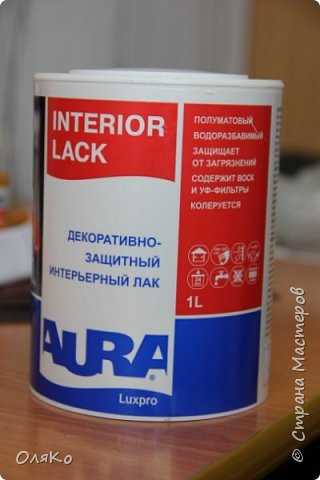 INTERIOR
LACK
ПОЛУМАТОВЫЙ
ВОДОРАЗБАВИМЫЙ
ЗАЩИЩАЕТ
ОТ ЗАГРЯЗНЕНИЙ
СОДЕРЖИТ ВОСК
И УФ-ФИЛЬТРЫ
КОЛЕРУЕТСЯ
ДЕКОРАТИВНО-
ЗАЩИТНЫЙ
ИНТЕРЬЕРНЫЙ ЛАК
1L
AURA®
Luxpro
ОляКо
© Страна Мастеров